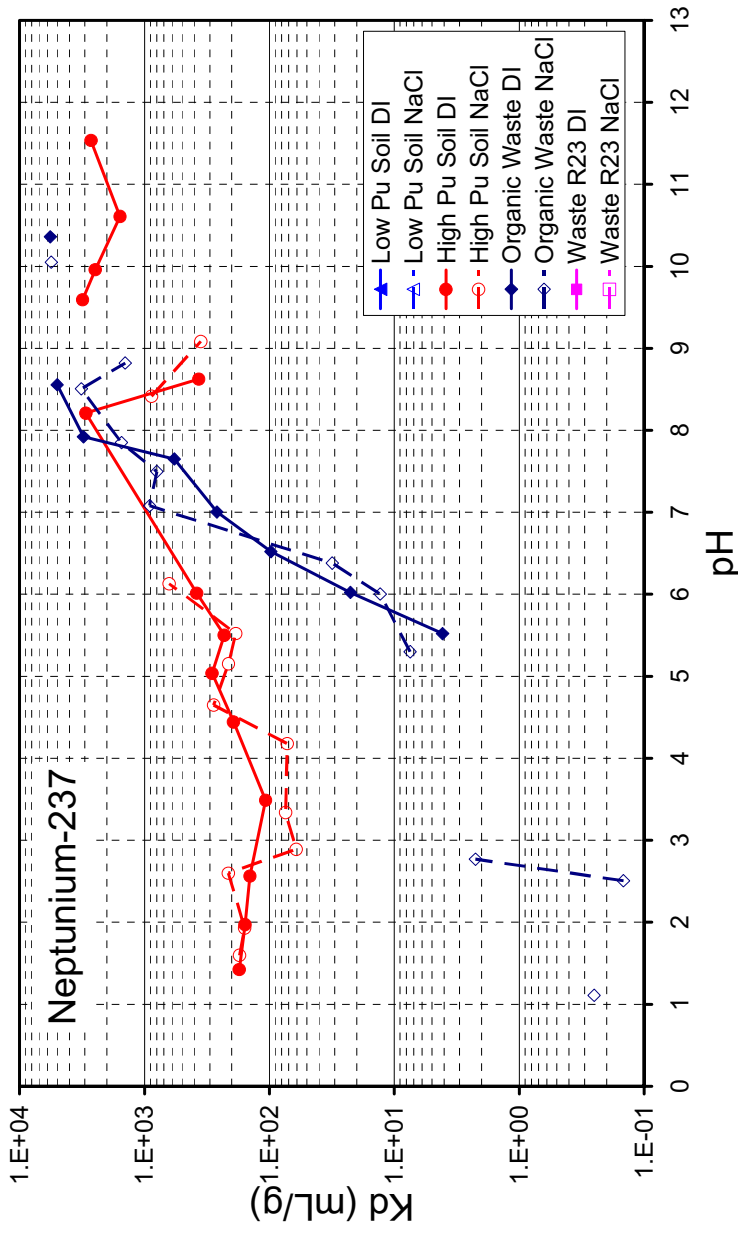 Neptunium-237
1.E+04
1.E+03
1.E+02
1.E+01
1.E+00
1.E-01
Kd (mL/g)
0 1 2 3 4 5 6 7 8 9 10 11 12 13
pH
Low Pu Soil DI
Low Pu Soil NaCl
High Pu Soil DI
High Pu Soil NaCl
Organic Waste DI
Organic Waste NaCl
Waste R23 DI
Waste R23 NaCl